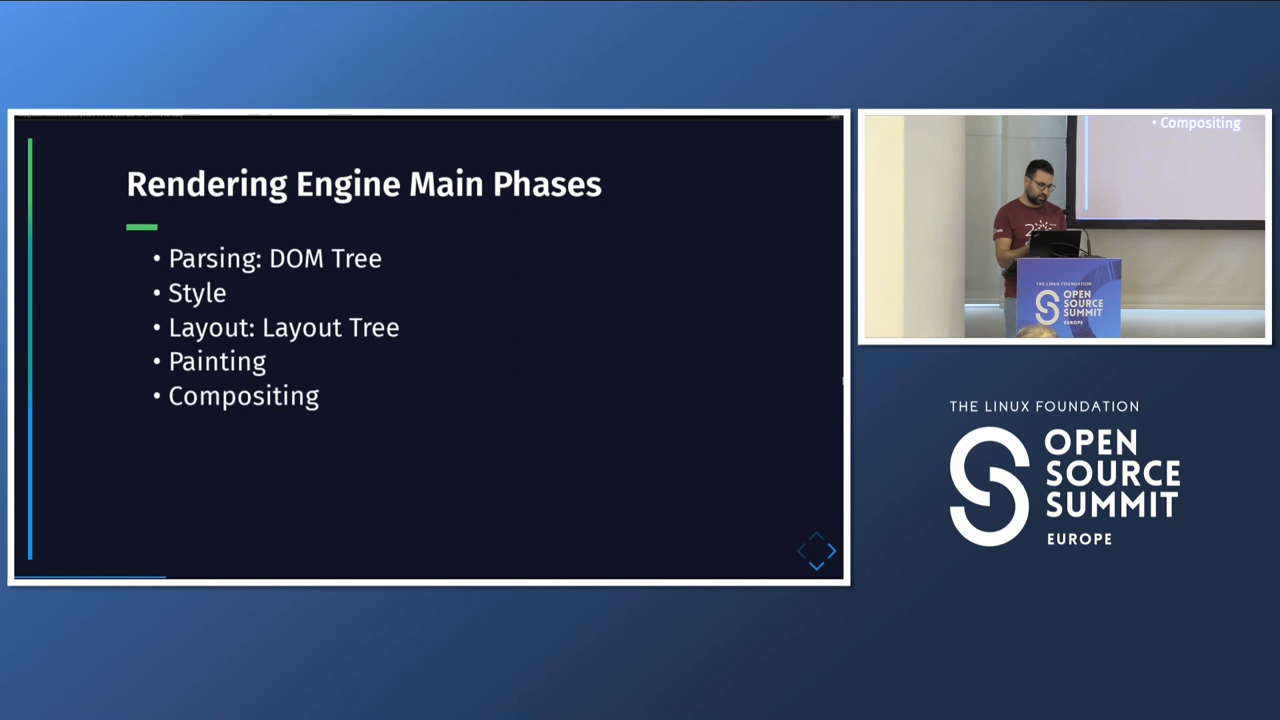 Rendering Engine Main Phases
• Parsing: DOM Tree
• Style
• Layout: Layout Tree
• Painting
• Compositing
• Compositing
THE LINUX FOUNDATION
OPEN
SOURCE
SUMMIT
EUROPE
THE LINUX FOUNDATION
OPEN
SOURCE
SUMMIT
EUROPE